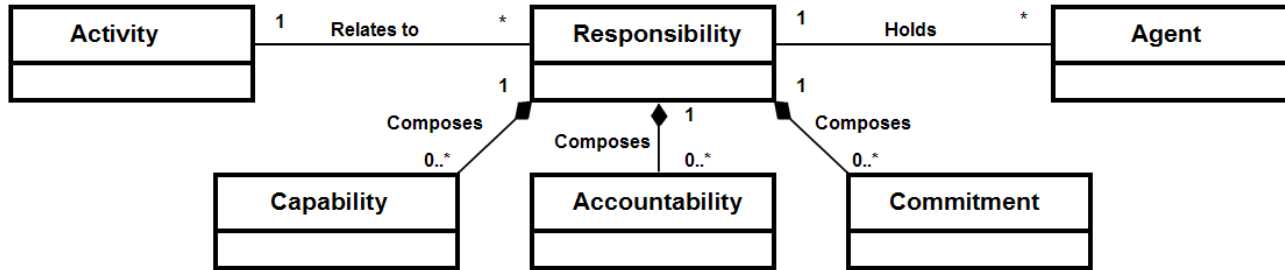 Activity
1
Relates to
*
Responsibility
1
Holds
*
Agent
1
1
1
Composes
Composes
Composes
0..*
0..*
0..*
Capability
Accountability
Commitment